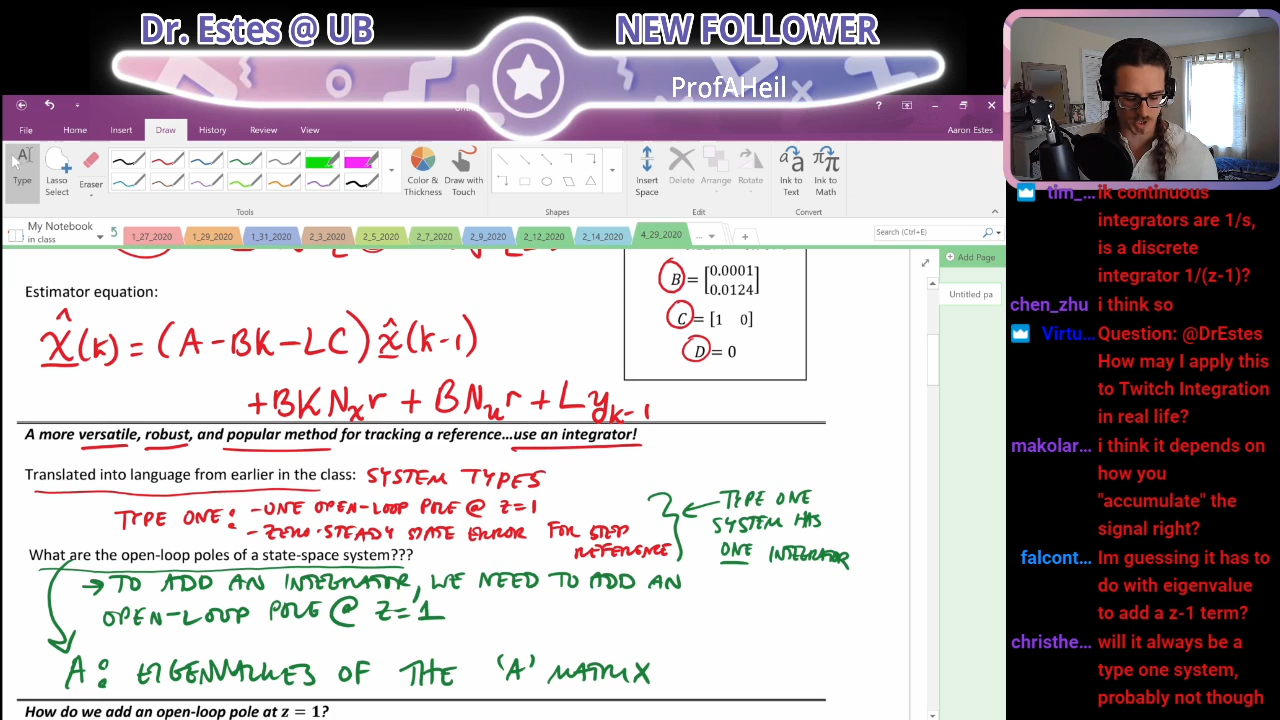 Dr. Estes @ UB
NEW FOLLOWER
ProfAHeil
File Home Insert Draw History Review View
Aaron Estes
Type
Lasso Select
Eraser
Color & Thickness
Draw with Touch
Insert Space
Delete
Arrange
Rotate
Ink to Text
Ink to Math
Tools
Shapes
Edit
Convert
My Notebook
in class
1_27_2020 1_29_2020 1_31_2020 2_3_2020 2_5_2020 2_7_2020 2_9_2020 2_12_2020 2_14_2020 4_29_2020 ...
Search (Ctrl+E)
Add Page
Untitled pa
B = [0.0001
0.0124]
C = [1 0]
D = 0
Estimator equation:
x̂(k) = (A-BK-LC) x̂(k-1)
+BKNxr + BNur + Lyk-1
A more versatile, robust, and popular method for tracking a reference...use an integrator!
Translated into language from earlier in the class: SYSTEM TYPES
TYPE ONE: -ONE OPEN-LOOP POLE @ Z=1
- ZERO-STEADY STATE ERROR FOR STEP
REFERENCE
TYPE ONE
SYSTEM HAS
ONE INTEGRATOR
What are the open-loop poles of a state-space system???
→ TO ADD AN INTEGRATOR, WE NEED TO ADD AN
OPEN-LOOP POLE @ Z=1
A: EIGENVALUES OF THE 'A' MATRIX
How do we add an open-loop pole at z = 1?
tim_... ik continuous
integrators are 1/s,
is a discrete
integrator 1/(z-1)?
chen_zhu i think so
Virtu... Question: @DrEstes
How may I apply this
to Twitch Integration
in real life?
makolar... i think it depends on
how you
"accumulate" the
signal right?
falcont... Im guessing it has to
do with eigenvalue
to add a z-1 term?
christhe... will it always be a
type one system,
probably not though